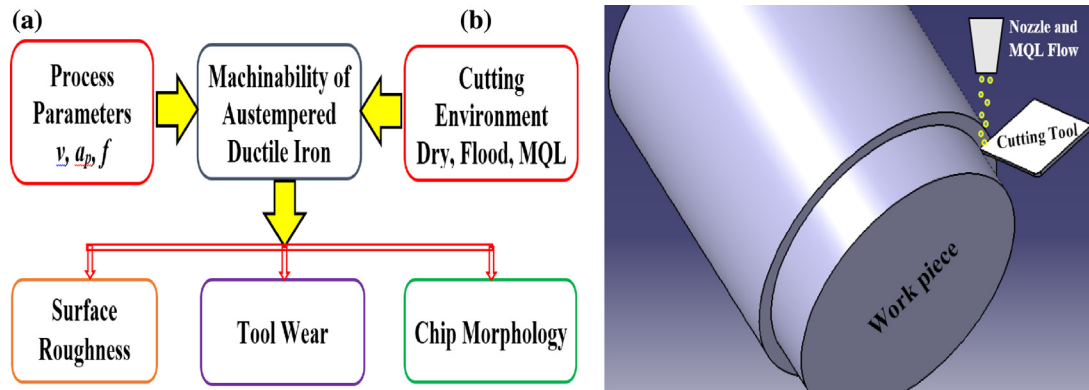 (a)
(b)
Process
Parameters
v, aₚ, f
Machinability of
Austempered
Ductile Iron
Cutting
Environment
Dry, Flood, MQL
Surface
Roughness
Tool Wear
Chip Morphology
Nozzle and
MQL Flow
Cutting Tool
Work piece